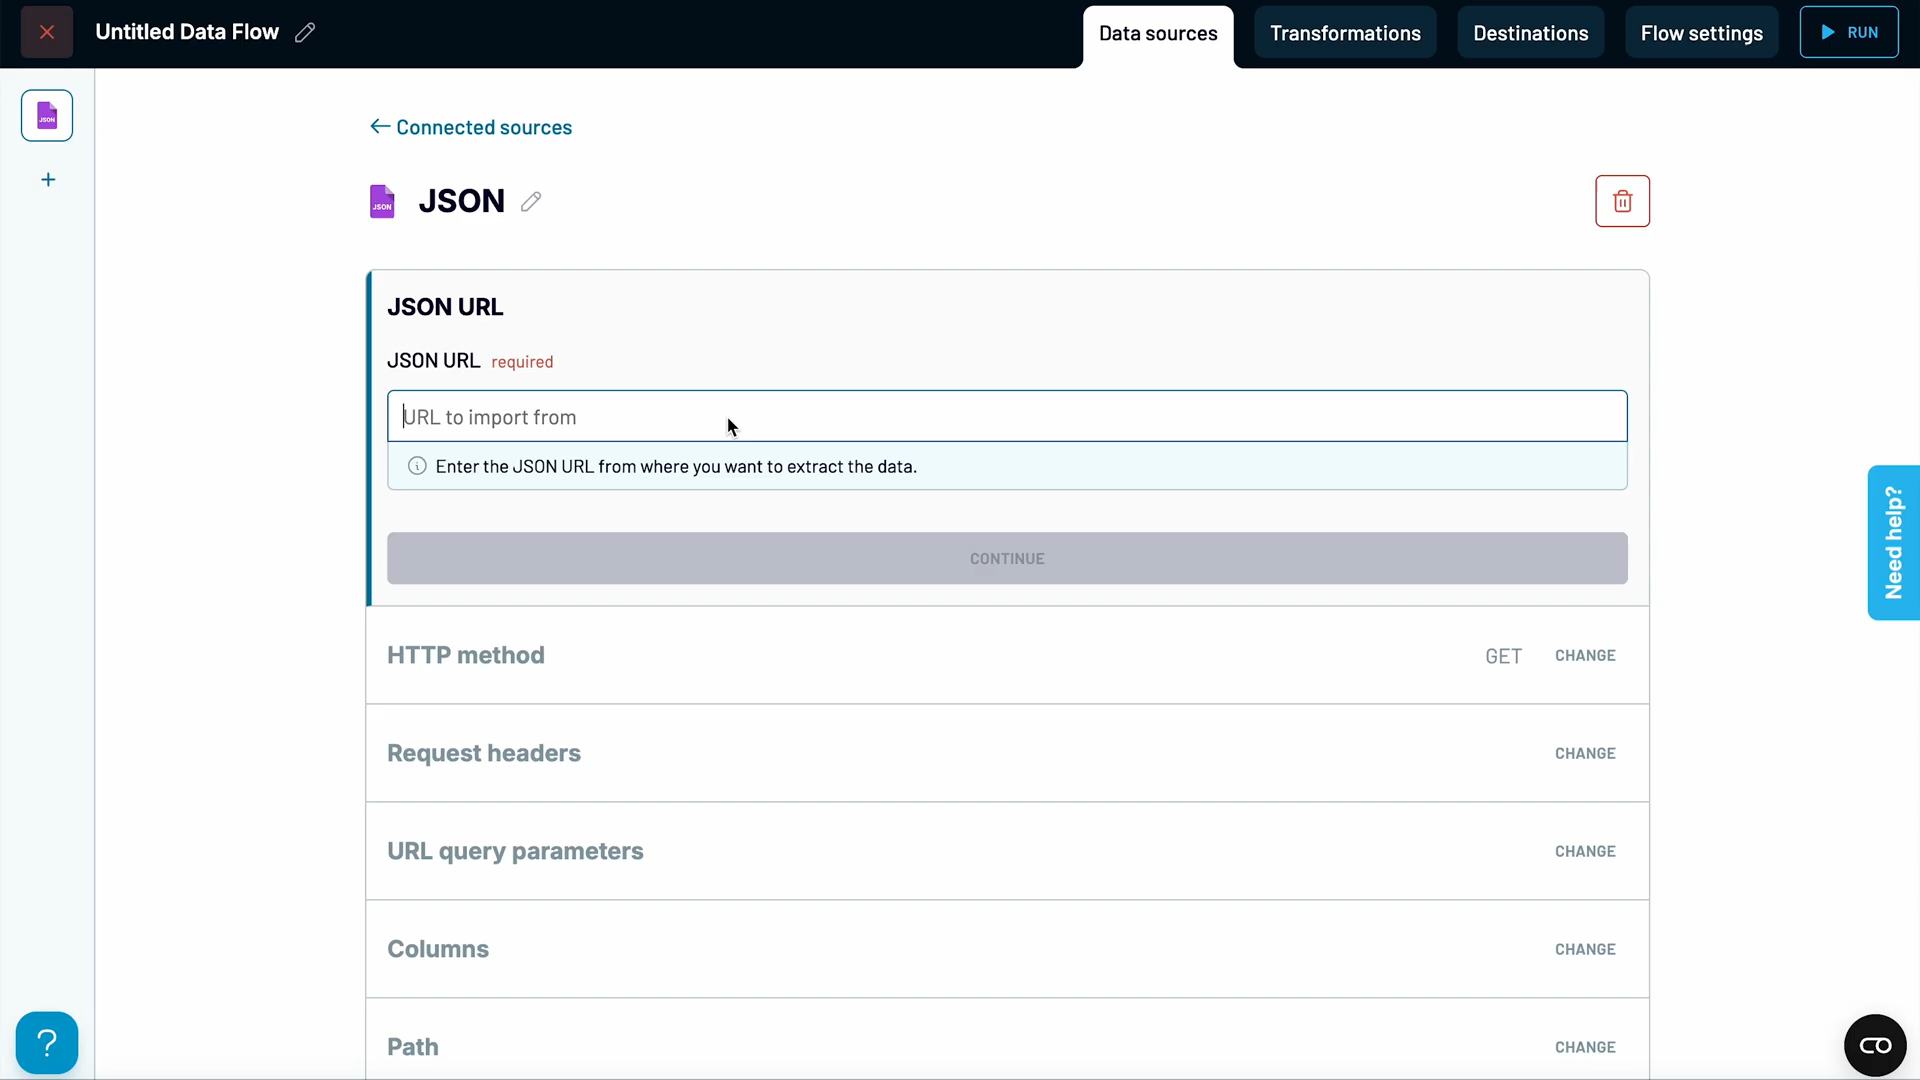 Untitled Data Flow
Data sources
Transformations
Destinations
Flow settings
RUN
JSON
Connected sources
JSON
JSON
JSON URL
JSON URL required
URL to import from
Enter the JSON URL from where you want to extract the data.
CONTINUE
HTTP method
GET
CHANGE
Request headers
CHANGE
URL query parameters
CHANGE
Columns
CHANGE
Path
CHANGE
Need help?
?